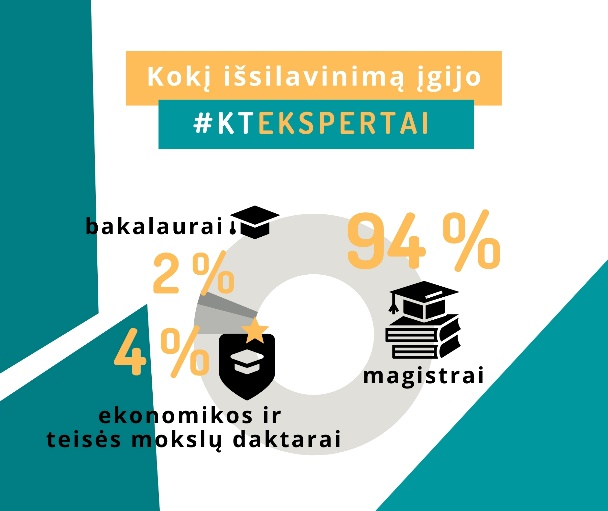 Kokį išsilavinimą įgijo
#KTEKSPERTAI
bakalaurai
2 %
94 %
4 %
magistrai
ekonomikos ir
teisės mokslų daktarai